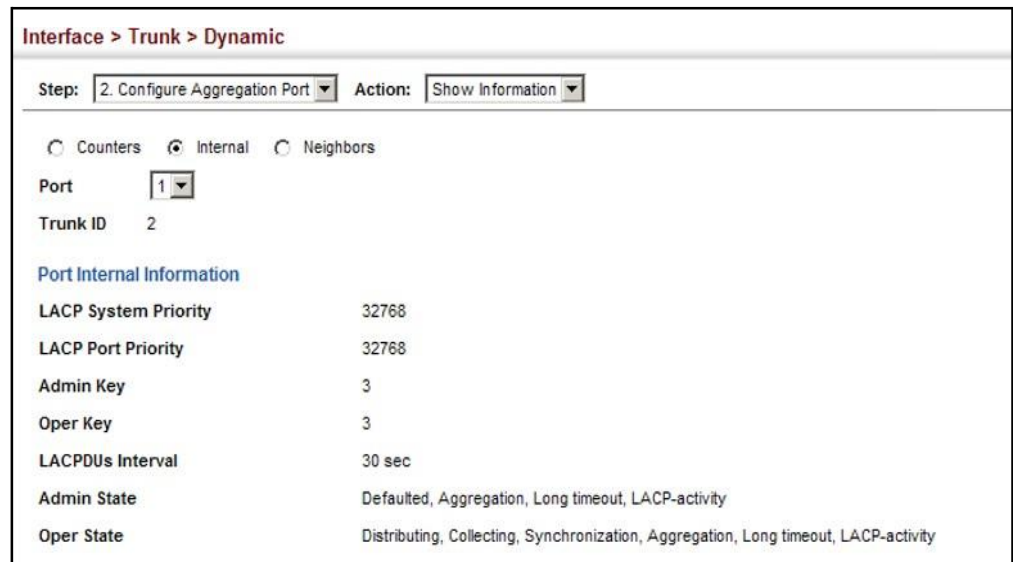 Interface > Trunk > Dynamic
Step: 2. Configure Aggregation Port Action: Show Information
Counters Internal Neighbors
Port 1
Trunk ID 2
Port Internal Information
LACP System Priority 32768
LACP Port Priority 32768
Admin Key 3
Oper Key 3
LACPDUs Interval 30 sec
Admin State Defaulted, Aggregation, Long timeout, LACP-activity
Oper State Distributing, Collecting, Synchronization, Aggregation, Long timeout, LACP-activity